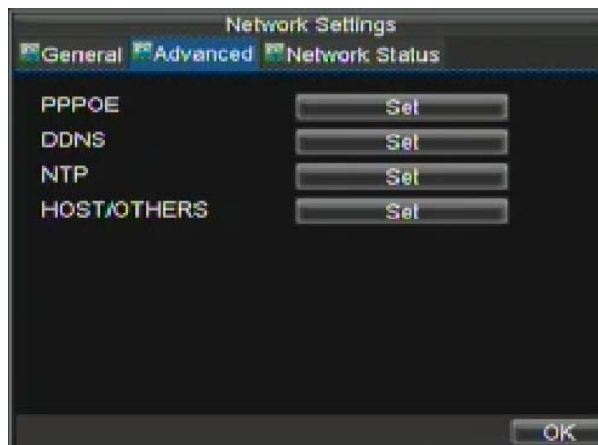 Network Settings
General Advanced Network Status
PPPOE Set
DDNS Set
NTP Set
HOST/OTHERS Set
OK